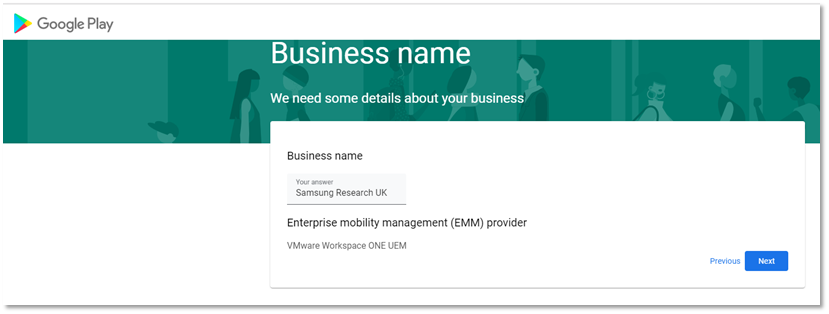 Google Play
Business name
We need some details about your business
Business name
Your answer
Samsung Research UK
Enterprise mobility management (EMM) provider
VMware Workspace ONE UEM
Previous Next